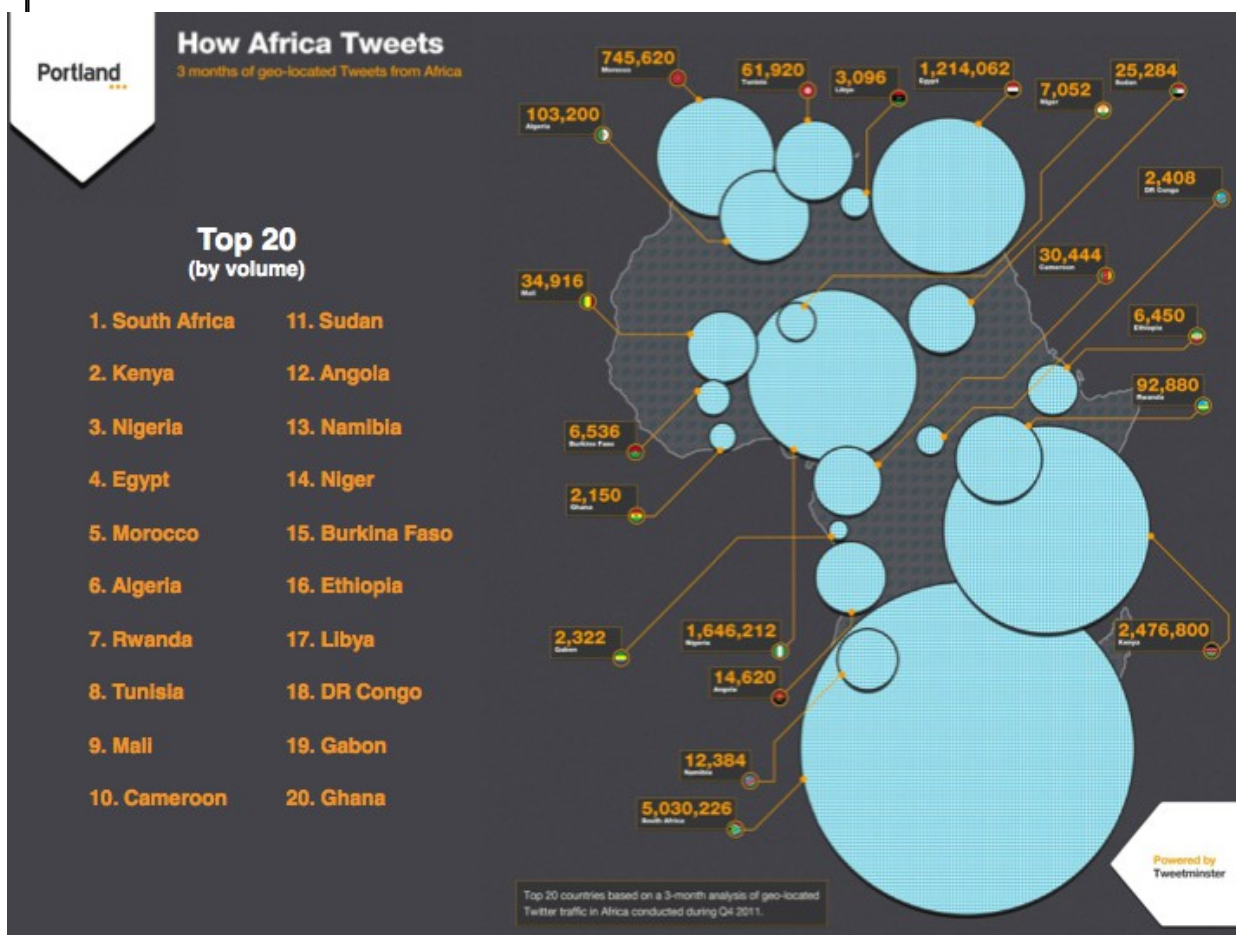 Portland
How Africa Tweets
3 months of geo-located Tweets from Africa
Top 20
(by volume)
1. South Africa
2. Kenya
3. Nigeria
4. Egypt
5. Morocco
6. Algeria
7. Rwanda
8. Tunisia
9. Mali
10. Cameroon
11. Sudan
12. Angola
13. Namibia
14. Niger
15. Burkina Faso
16. Ethiopia
17. Libya
18. DR Congo
19. Gabon
20. Ghana
745,620
Morocco
61,920
Tunisia
3,096
Libya
1,214,062
Egypt
7,052
Niger
25,284
Sudan
103,200
Algeria
2,408
DR Congo
34,916
Mali
30,444
Cameroon
6,450
Ethiopia
92,880
Rwanda
6,536
Burkina Faso
2,150
Ghana
2,322
Gabon
1,646,212
Nigeria
2,476,800
Kenya
14,620
Angola
12,384
Namibia
5,030,226
South Africa
Top 20 countries based on a 3-month analysis of geo-located
Twitter traffic in Africa conducted during Q4 2011.
Powered by
Tweetminster